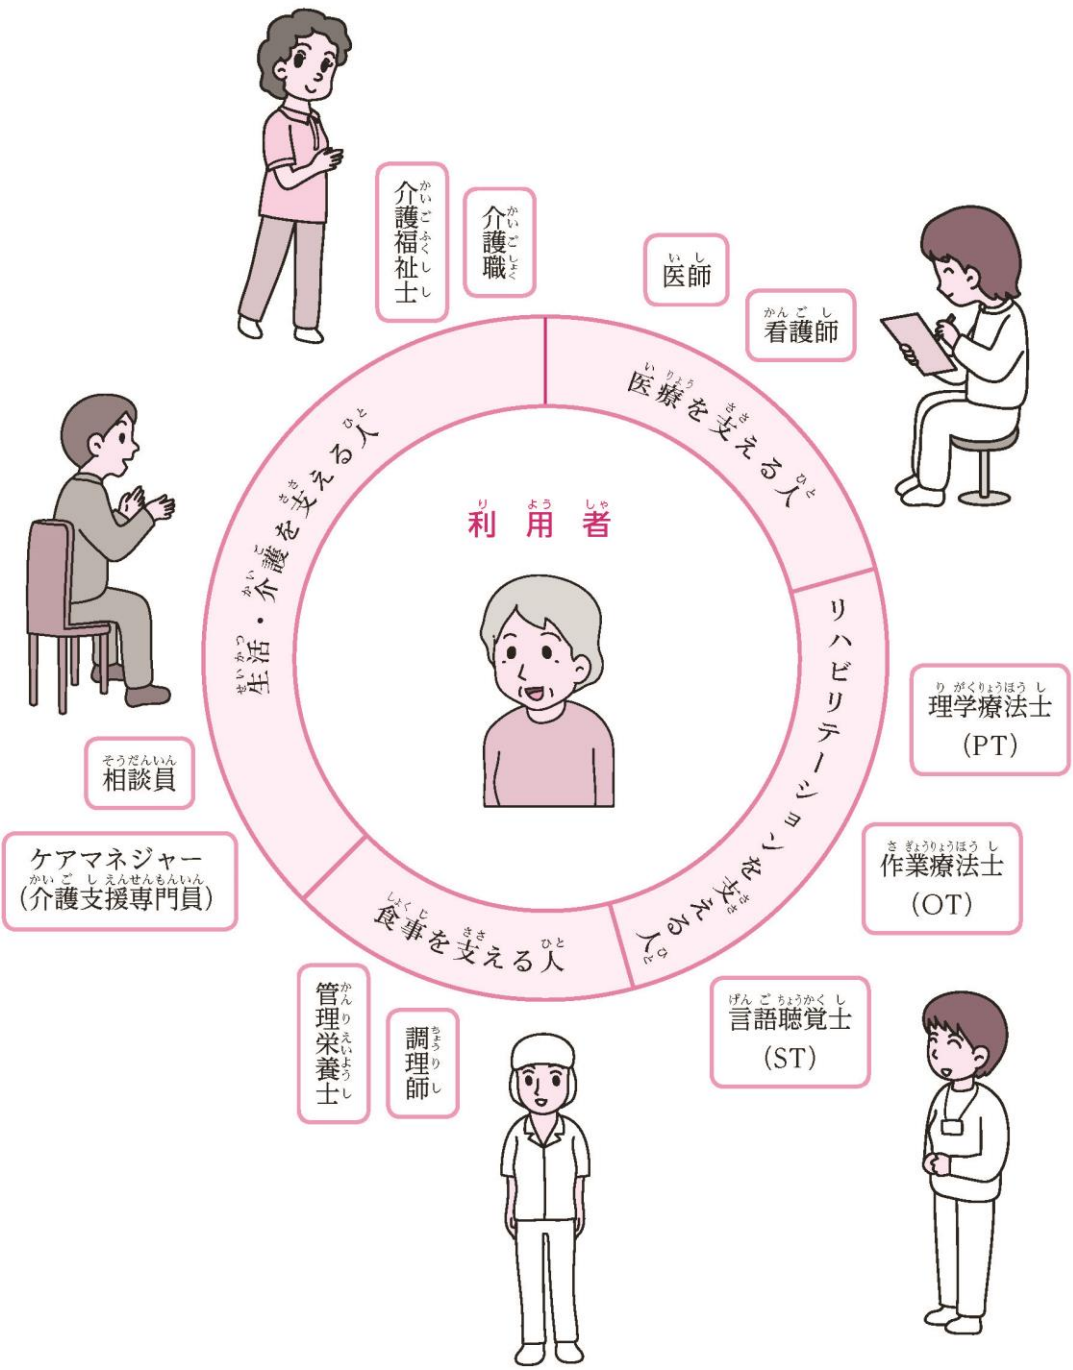 利用者
医療を支える人
医師
看護師
リハビリテーションを支える人
理学療法士
(PT)
作業療法士
(OT)
言語聴覚士
(ST)
食事を支える人
調理師
管理栄養士
生活・介護を支える人
ケアマネジャー
(介護支援専門員)
相談員
介護福祉士
介護職